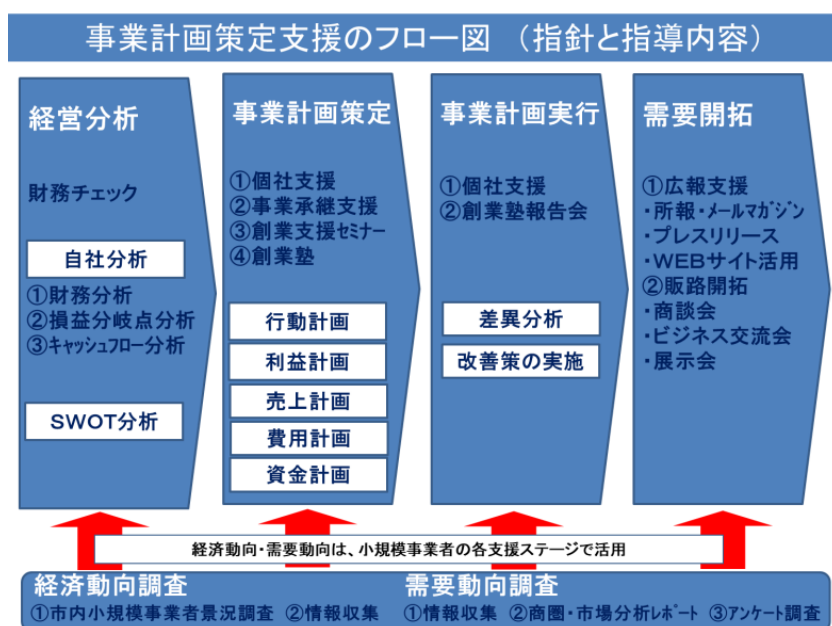 事業計画策定支援のフロー図 (指針と指導内容)
経営分析
財務チェック
自社分析
①財務分析
②損益分岐点分析
③ｷｬｯｼｭﾌﾛｰ分析
SWOT分析
事業計画策定
①個社支援
②事業承継支援
③創業支援ｾﾐﾅｰ
④創業塾
行動計画
利益計画
売上計画
費用計画
資金計画
事業計画実行
①個社支援
②創業塾報告会
差異分析
改善策の実施
需要開拓
①広報支援
・所報・ﾒｰﾙﾏｶﾞｼﾞﾝ
・プレスリリース
・WEBサイト活用
②販路開拓
・商談会
・ビジネス交流会
・展示会
経済動向・需要動向は、小規模事業者の各支援ステージで活用
経済動向調査
①市内小規模事業者景況調査 ②情報収集
需要動向調査
①情報収集 ②商圏・市場分析ﾚﾎﾟｰﾄ ③ｱﾝｹｰﾄ調査